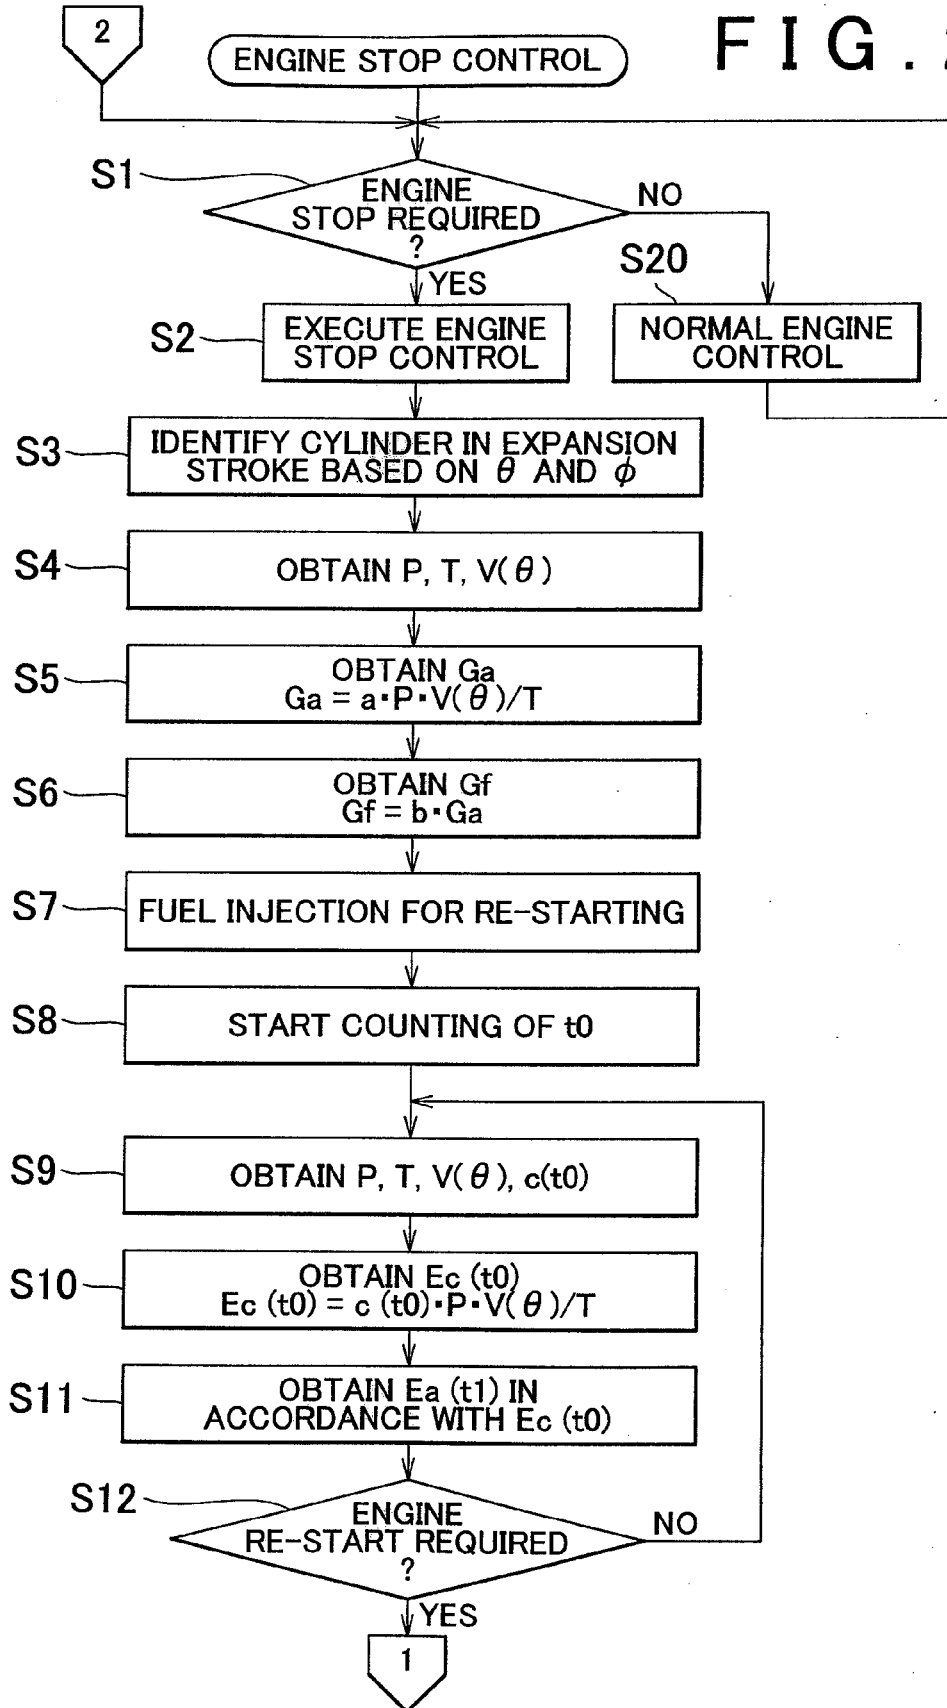 2
ENGINE STOP CONTROL
FIG.
S1
ENGINE
STOP REQUIRED
?
NO
YES
S20
S2
EXECUTE ENGINE
STOP CONTROL
NORMAL ENGINE
CONTROL
S3
IDENTIFY CYLINDER IN EXPANSION
STROKE BASED ON θ AND ϕ
S4
OBTAIN P, T, V(θ)
S5
OBTAIN Ga
Ga = a▪P▪V(θ)/T
S6
OBTAIN Gf
Gf = b▪Ga
S7
FUEL INJECTION FOR RE-STARTING
S8
START COUNTING OF t0
S9
OBTAIN P, T, V(θ), c(t0)
S10
OBTAIN Ec (t0)
Ec (t0) = c (t0)▪P▪V(θ)/T
S11
OBTAIN Ea (t1) IN
ACCORDANCE WITH Ec (t0)
S12
ENGINE
RE-START REQUIRED
?
NO
YES
1